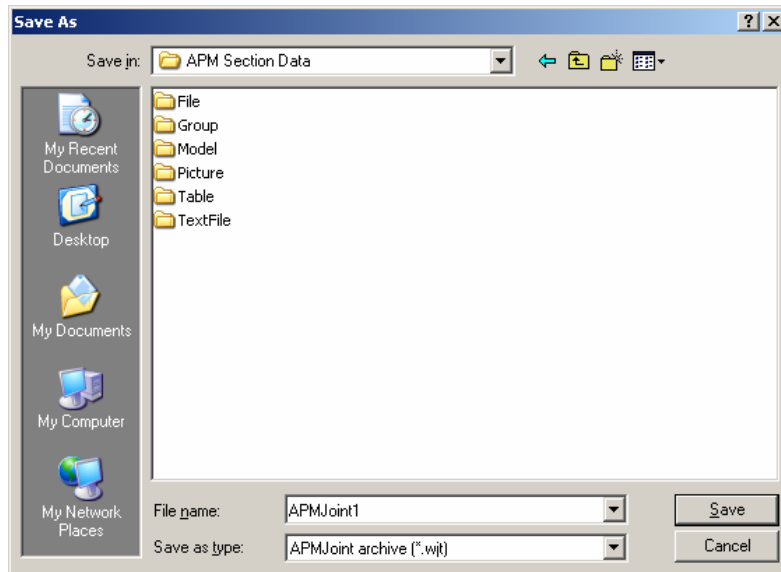 Save As
Save in:
APM Section Data
My Recent
Documents
Desktop
My Documents
My Computer
My Network
Places
File
Group
Model
Picture
Table
TextFile
File name:
APMJoint1
Save
Save as type:
APMJoint archive (*.wjt)
Cancel